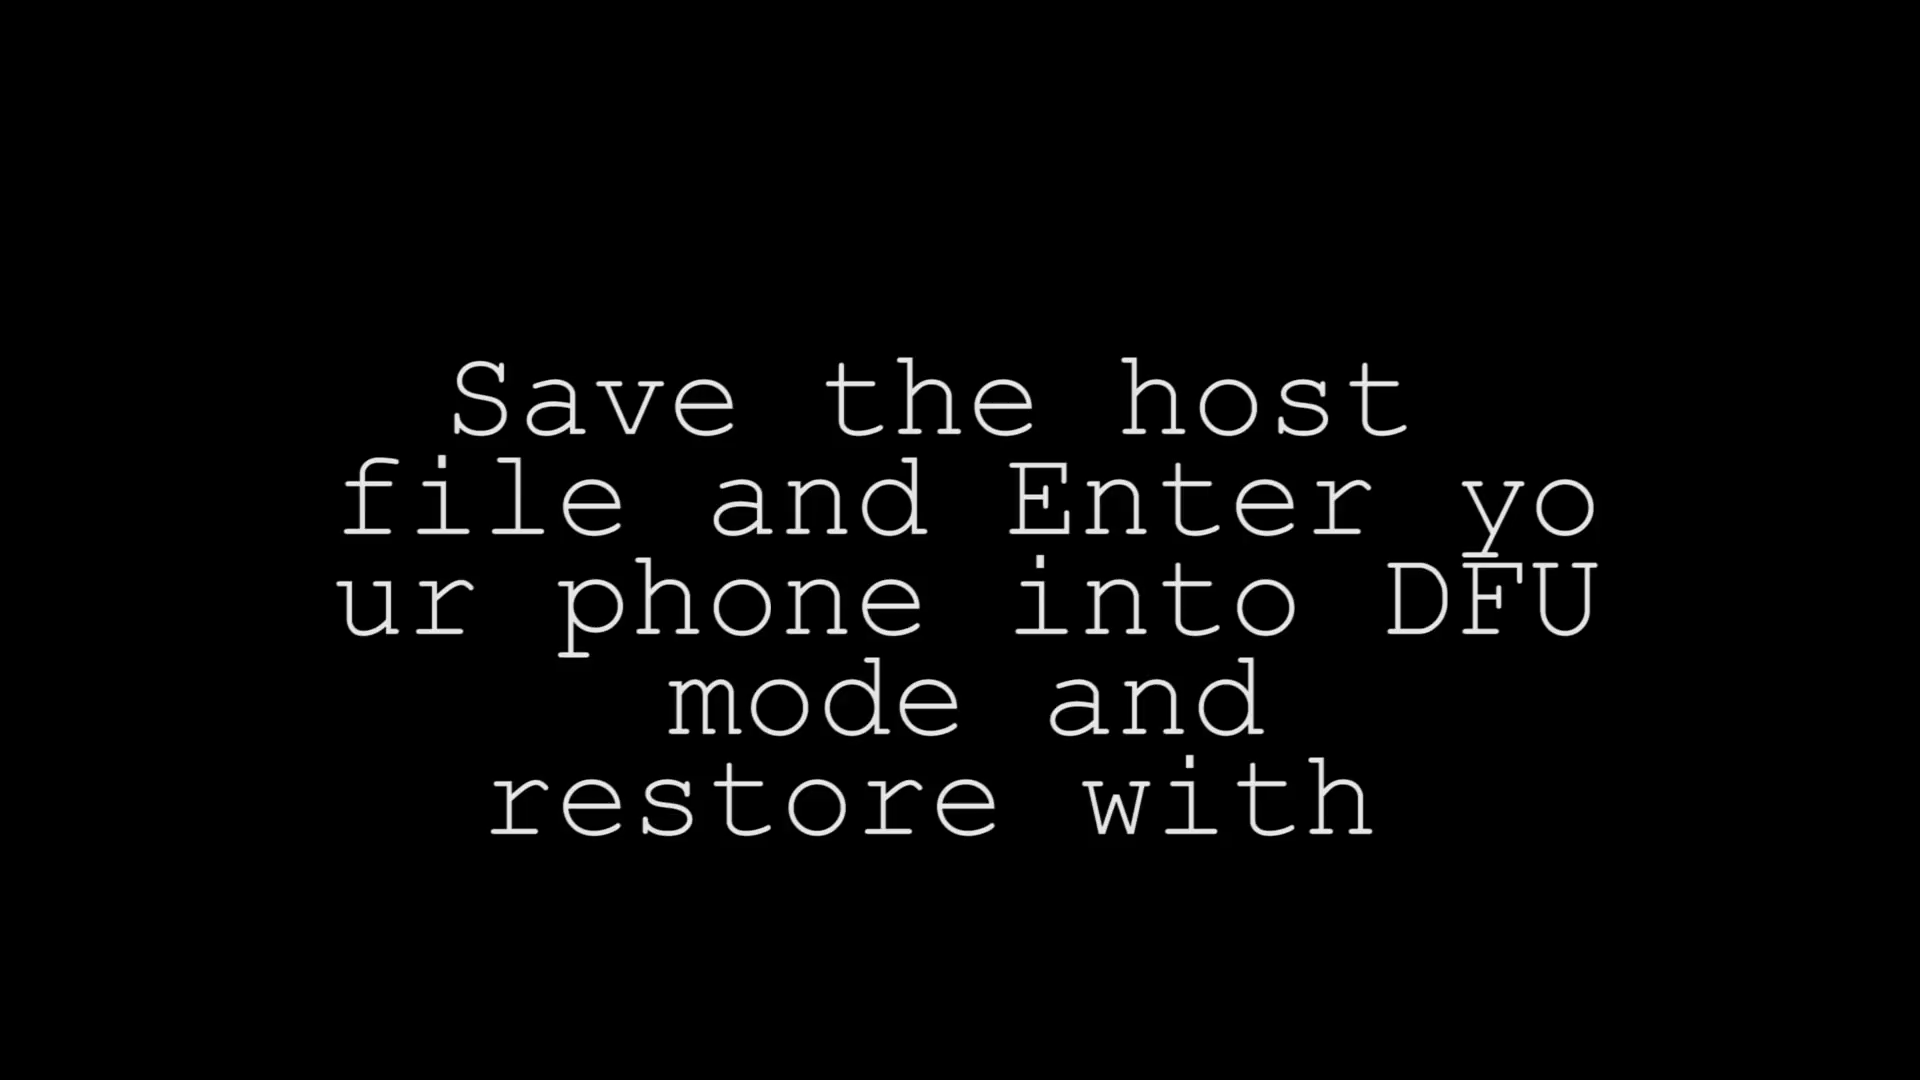 Save the host
file and Enter yo
ur phone into DFU
mode and
restore with